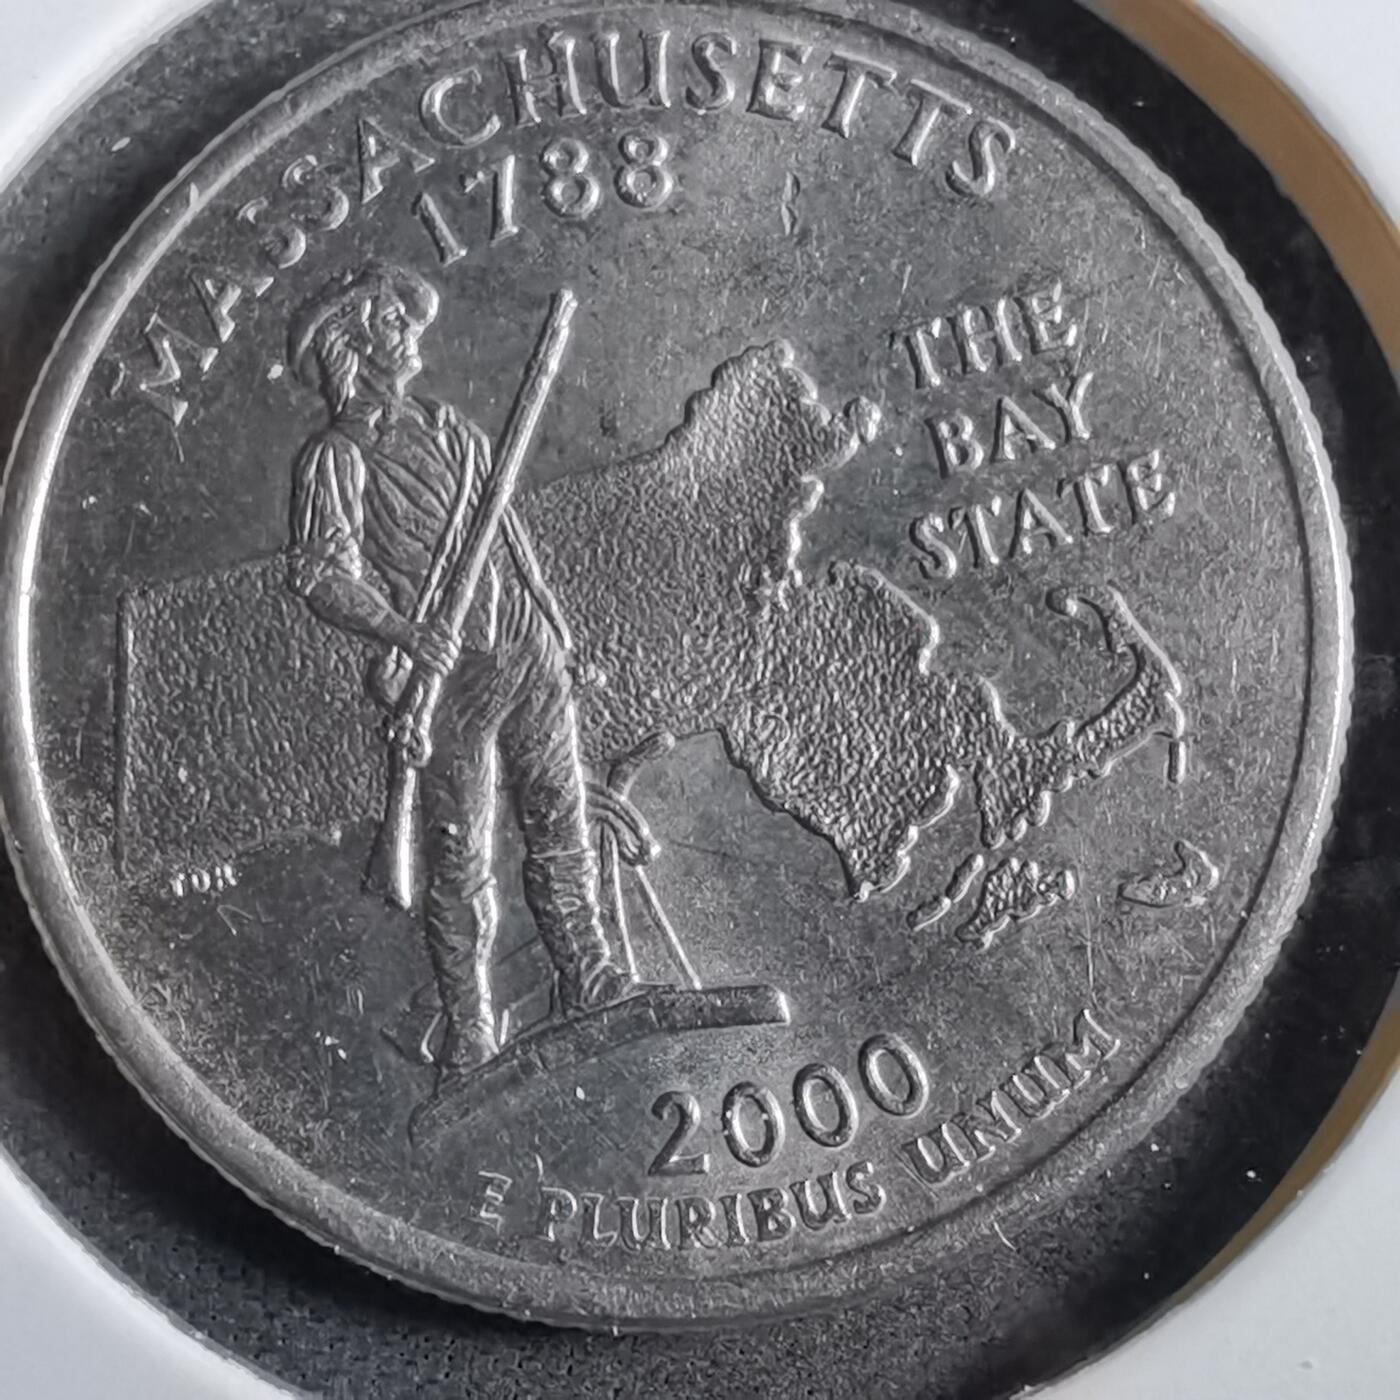 MASSACHUSETTS
1788
THE
BAY
STATE
2000
E PLURIBUS UNUM